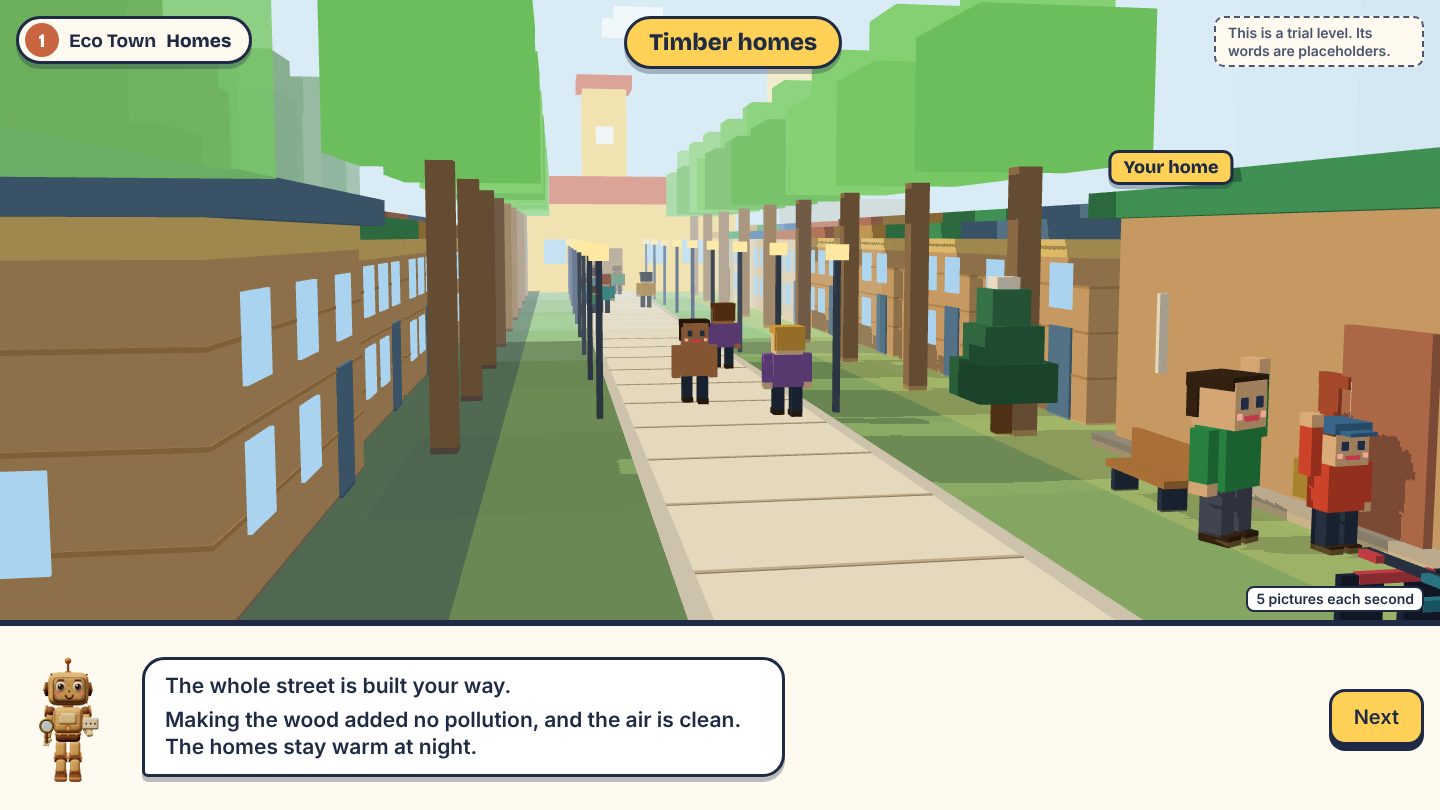 1 Eco Town Homes
Timber homes
This is a trial level. Its
words are placeholders.
Your home
5 pictures each second
The whole street is built your way.
Making the wood added no pollution, and the air is clean.
The homes stay warm at night.
Next